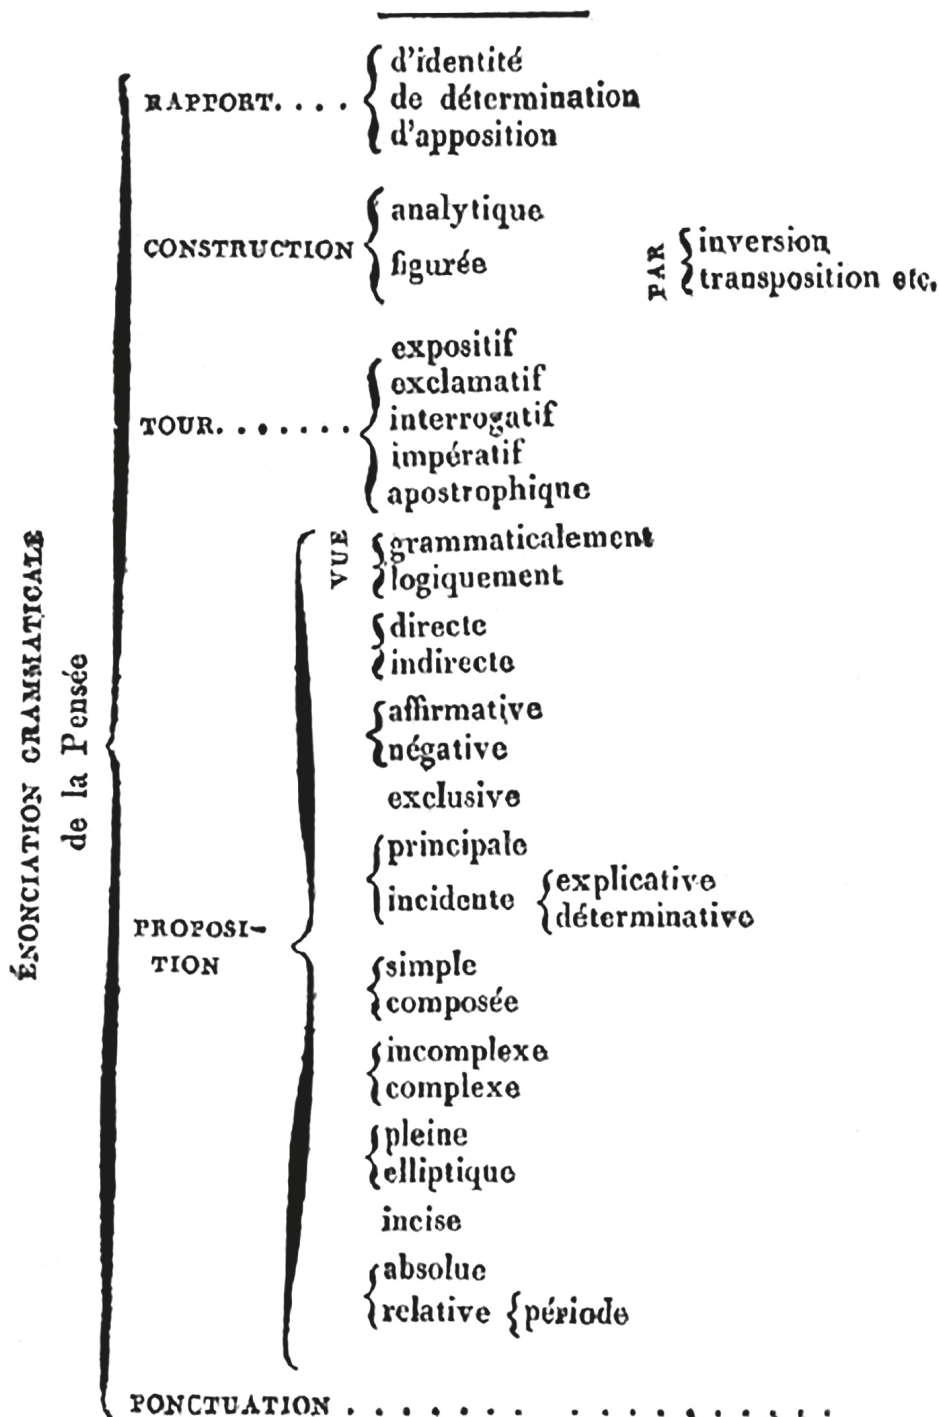 ÉNONCIATION GRAMMATICALE
de la Pensée
RAPPORT. . . .
d'identité
de détermination
d'apposition
CONSTRUCTION
analytique
figurée
PAR
inversion
transposition etc.
TOUR. . . . . . .
expositif
exclamatif
interrogatif
impératif
apostrophique
PROPOSI-
TION
VUE
grammaticalement
logiquement
directe
indirecte
affirmative
négative
exclusive
principale
incidente
explicative
déterminative
simple
composée
incomplexe
complexe
pleine
elliptique
incise
absolue
relative
période
PONCTUATION . . . . . . . . . . . . . .